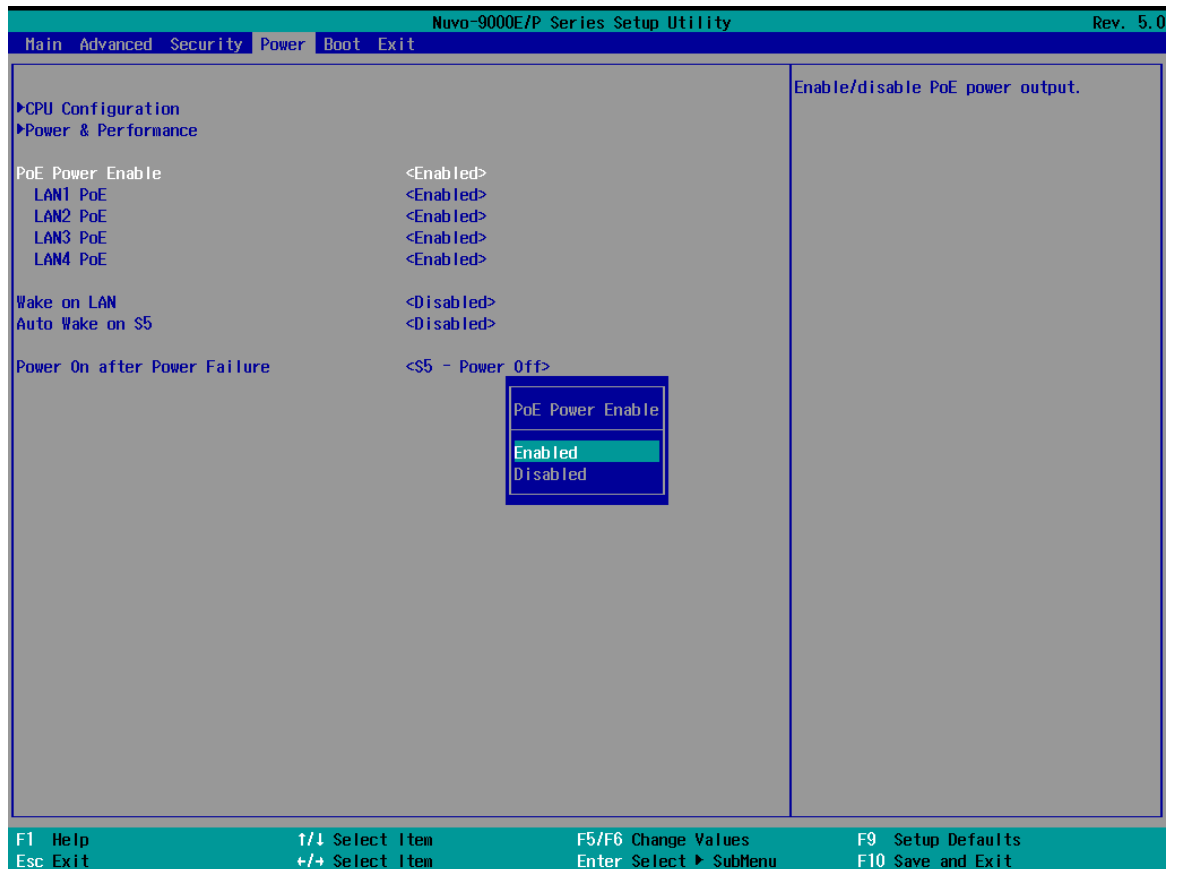 Nuvo-9000E/P Series Setup Utility Rev. 5.0
Main Advanced Security Power Boot Exit
Enable/disable PoE power output.
▶CPU Configuration
▶Power & Performance
PoE Power Enable <Enabled>
LAN1 PoE <Enabled>
LAN2 PoE <Enabled>
LAN3 PoE <Enabled>
LAN4 PoE <Enabled>
Wake on LAN <Disabled>
Auto Wake on S5 <Disabled>
Power On after Power Failure <S5 - Power Off>
PoE Power Enable
Enabled
Disabled
F1 Help ↑/↓ Select Item F5/F6 Change Values F9 Setup Defaults
Esc Exit ←/→ Select Item Enter Select ▶ SubMenu F10 Save and Exit